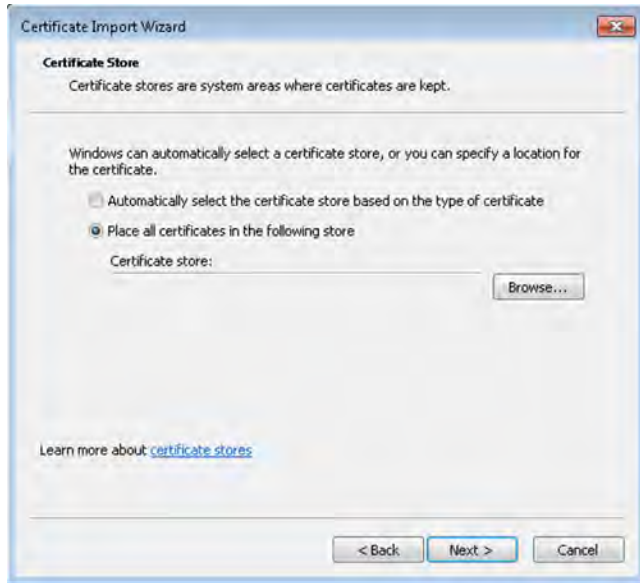 Certificate Import Wizard
Certificate Store
Certificate stores are system areas where certificates are kept.
Windows can automatically select a certificate store, or you can specify a location for
the certificate.
Automatically select the certificate store based on the type of certificate
Place all certificates in the following store
Certificate store:
Browse...
Learn more about certificate stores
< Back
Next >
Cancel